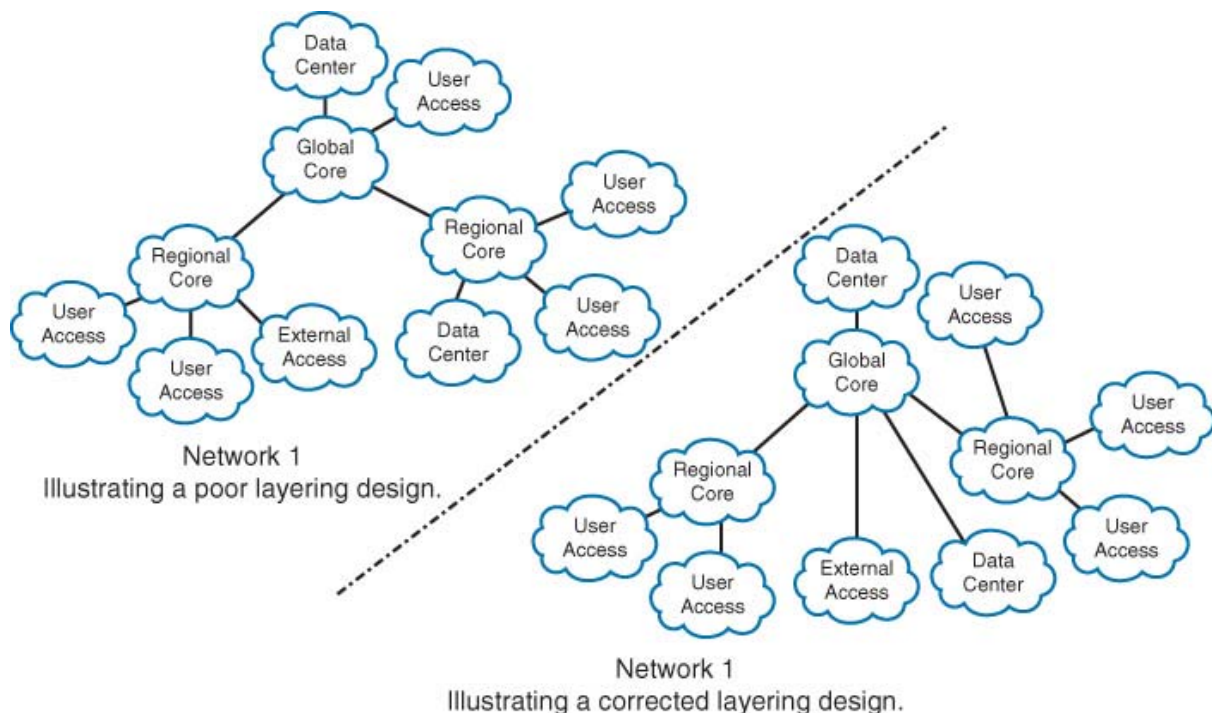 Data
Center
User
Access
Global
Core
User
Access
Regional
Core
Regional
Core
User
Access
User
Access
External
Access
User
Access
Data
Center
User
Access
Network 1
Illustrating a poor layering design.
Data
Center
User
Access
Global
Core
User
Access
Regional
Core
Regional
Core
User
Access
User
Access
External
Access
Data
Center
User
Access
User
Access
Network 1
Illustrating a corrected layering design.